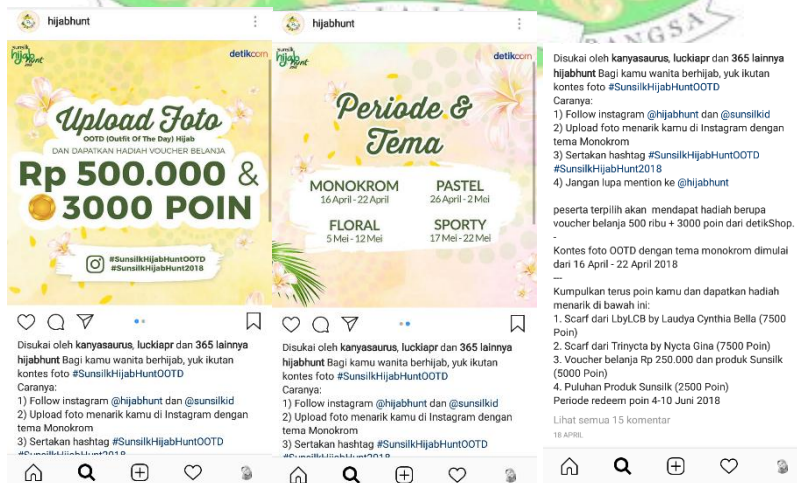 BANGSA
hijabhunt
sunsilk
hijab
hunt
detikcom
Upload Foto
OOTD (Outfit Of The Day) Hijab
DAN DAPATKAN HADIAH VOUCHER BELANJA
Rp 500.000 &
3000 POIN
#SunsilkHijabHuntOOTD
#SunsilkHijabHunt2018
Disukai oleh kanyasaurus, luckiapr dan 365 lainnya
hijabhunt Bagi kamu wanita berhijab, yuk ikutan
kontes foto #SunsilkHijabHuntOOTD
Caranya:
1) Follow instagram @hijabhunt dan @sunsilkid
2) Upload foto menarik kamu di Instagram dengan
tema Monokrom
3) Sertakan hashtag #SunsilkHijabHuntOOTD
#SunsilkHijabHunt2018
hijabhunt
sunsilk
hijab
hunt
detikcom
Periode &
Tema
MONOKROM
16 April - 22 April
PASTEL
26 April - 2 Mei
FLORAL
5 Mei - 12 Mei
SPORTY
17 Mei - 22 Mei
Disukai oleh kanyasaurus, luckiapr dan 365 lainnya
hijabhunt Bagi kamu wanita berhijab, yuk ikutan
kontes foto #SunsilkHijabHuntOOTD
Caranya:
1) Follow instagram @hijabhunt dan @sunsilkid
2) Upload foto menarik kamu di Instagram dengan
tema Monokrom
3) Sertakan hashtag #SunsilkHijabHuntOOTD
#SunsilkHijabHunt2018
Disukai oleh kanyasaurus, luckiapr dan 365 lainnya
hijabhunt Bagi kamu wanita berhijab, yuk ikutan
kontes foto #SunsilkHijabHuntOOTD
Caranya:
1) Follow instagram @hijabhunt dan @sunsilkid
2) Upload foto menarik kamu di Instagram dengan
tema Monokrom
3) Sertakan hashtag #SunsilkHijabHuntOOTD
#SunsilkHijabHunt2018
4) Jangan lupa mention ke @hijabhunt
peserta terpilih akan mendapat hadiah berupa
voucher belanja 500 ribu + 3000 poin dari detikShop.
-
Kontes foto OOTD dengan tema monokrom dimulai
dari 16 April - 22 April 2018
---
Kumpulkan terus poin kamu dan dapatkan hadiah
menarik di bawah ini:
1. Scarf dari LbyLCB by Laudya Cynthia Bella (7500
Poin)
2. Scarf dari Trinycta by Nycta Gina (7500 Poin)
3. Voucher belanja Rp 250.000 dan produk Sunsilk
(5000 Poin)
4. Puluhan Produk Sunsilk (2500 Poin)
Periode redeem poin 4-10 Juni 2018
Lihat semua 15 komentar
18 APRIL